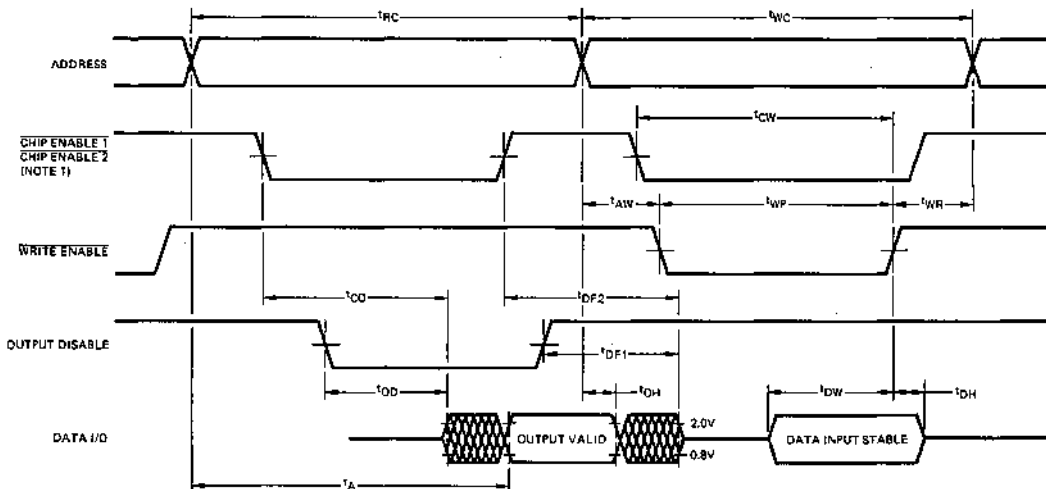 tRC
tWC
ADDRESS
CHIP ENABLE 1
CHIP ENABLE 2
(NOTE 1)
tCW
tAW
tWP
tWR
WRITE ENABLE
tCO
tDF2
OUTPUT DISABLE
tDF1
tOD
tOH
tDW
tDH
DATA I/O
OUTPUT VALID
2.0V
0.8V
DATA INPUT STABLE
tA